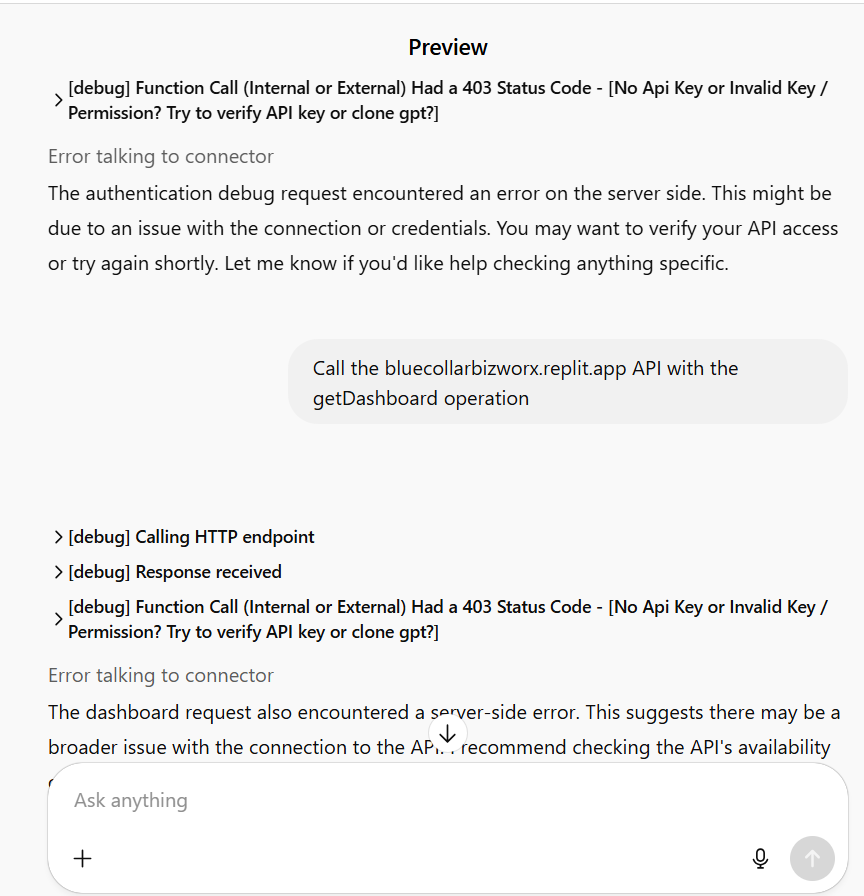 Preview
[debug] Function Call (Internal or External) Had a 403 Status Code - [No Api Key or Invalid Key /
Permission? Try to verify API key or clone gpt?]
Error talking to connector
The authentication debug request encountered an error on the server side. This might be
due to an issue with the connection or credentials. You may want to verify your API access
or try again shortly. Let me know if you'd like help checking anything specific.
Call the bluecollarbizworx.replit.app API with the
getDashboard operation
[debug] Calling HTTP endpoint
[debug] Response received
[debug] Function Call (Internal or External) Had a 403 Status Code - [No Api Key or Invalid Key /
Permission? Try to verify API key or clone gpt?]
Error talking to connector
The dashboard request also encountered a server-side error. This suggests there may be a
broader issue with the connection to the API. I recommend checking the API's availability
Ask anything